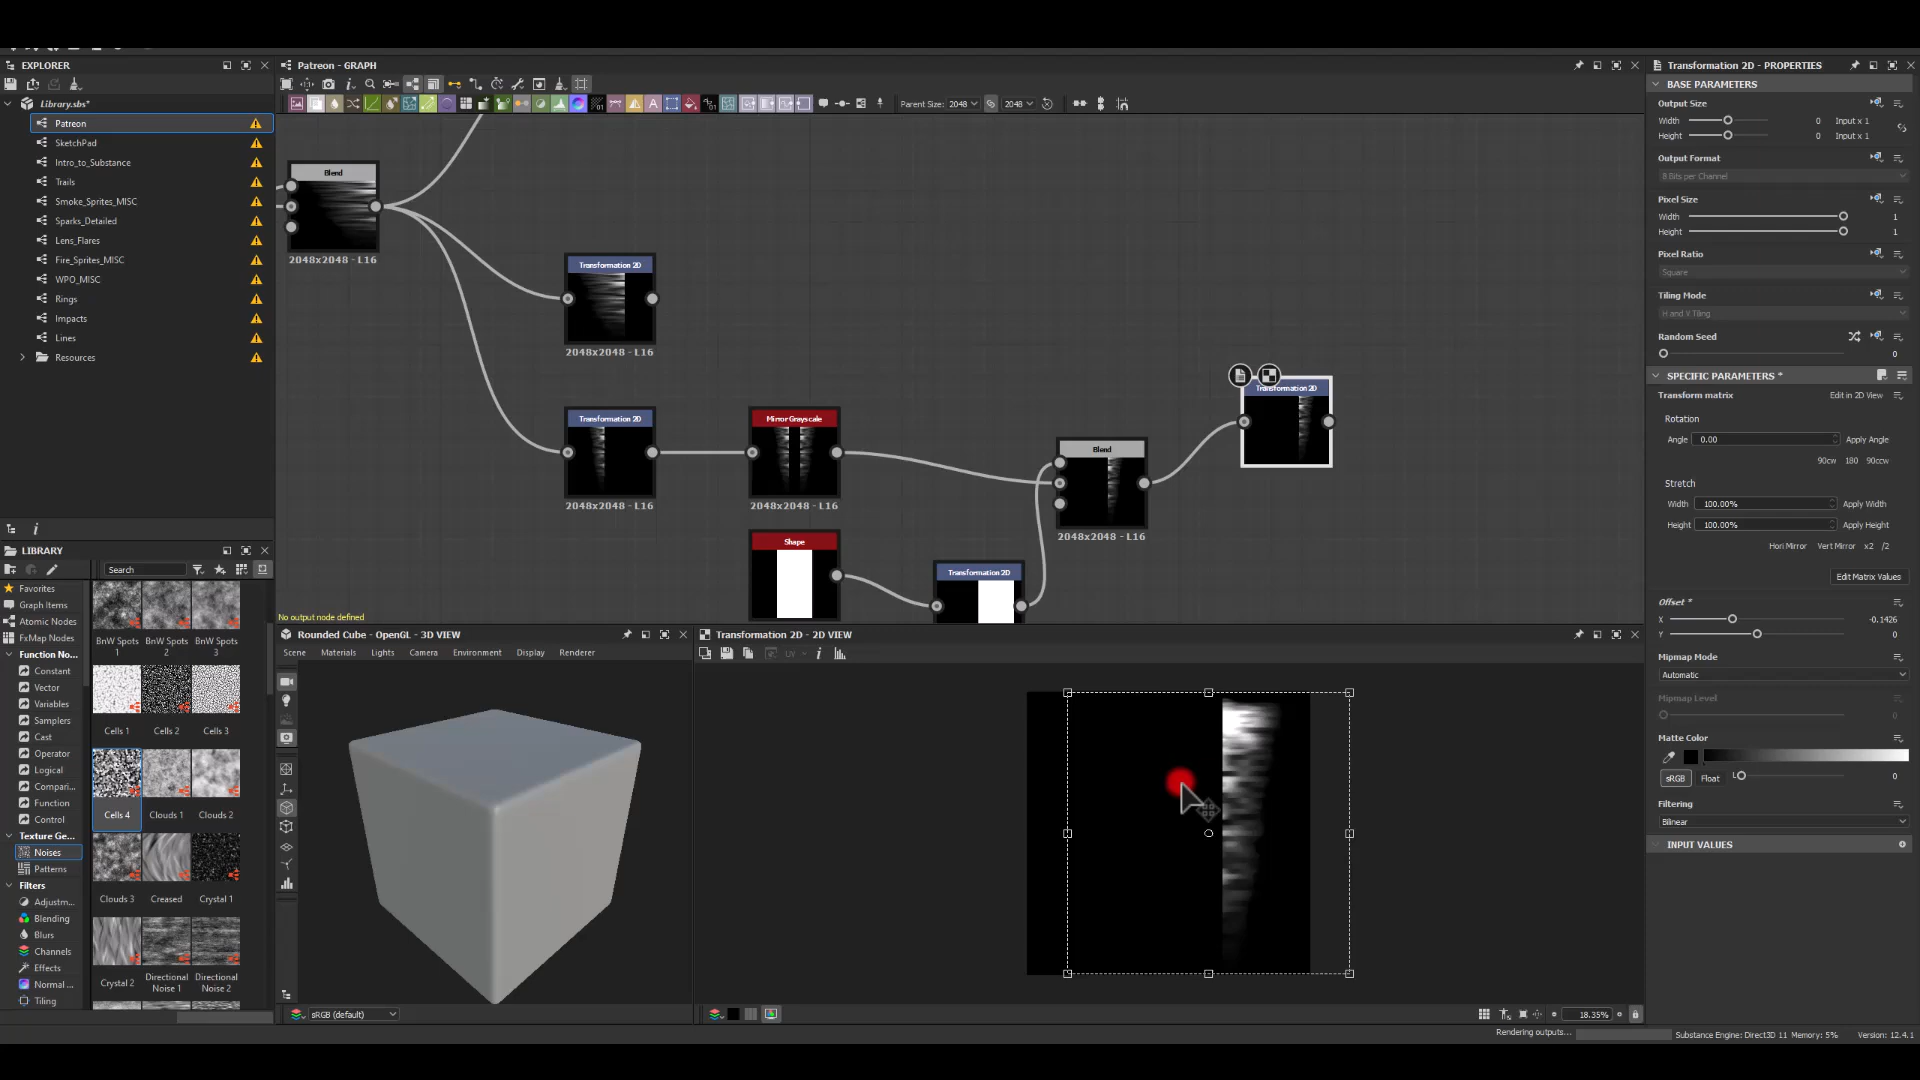 EXPLORER
Library.sbs*
Patreon
SketchPad
Intro_to_Substance
Trails
Smoke_Sprites_MISC
Sparks_Detailed
Lens_Flares
Fire_Sprites_MISC
WPO_MISC
Rings
Impacts
Lines
Resources
LIBRARY
Search
Favorites
Graph Items
Atomic Nodes
FxMap Nodes
Function No...
Constant
Vector
Variables
Samplers
Cast
Operator
Logical
Compari...
Function
Control
Texture Ge...
Noises
Patterns
Filters
Adjustm...
Blending
Blurs
Channels
Effects
Normal ...
Tiling
BnW Spots 1
BnW Spots 2
BnW Spots 3
Cells 1
Cells 2
Cells 3
Cells 4
Clouds 1
Clouds 2
Clouds 3
Creased
Crystal 1
Crystal 2
Directional Noise 1
Directional Noise 2
Patreon - GRAPH
Parent Size: 2048
2048
Blend
2048x2048 - L16
Transformation 2D
2048x2048 - L16
Transformation 2D
2048x2048 - L16
Mirror Grayscale
2048x2048 - L16
Shape
Transformation 2D
Blend
2048x2048 - L16
Transformation 2D
No output node defined
Rounded Cube - OpenGL - 3D VIEW
Scene
Materials
Lights
Camera
Environment
Display
Renderer
sRGB (default)
Transformation 2D - 2D VIEW
UV
18.35%
Rendering outputs...
Substance Engine: Direct3D 11 Memory: 5%
Version: 12.4.1
Transformation 2D - PROPERTIES
BASE PARAMETERS
Output Size
Width 0 Input x 1
Height 0 Input x 1
Output Format
8 Bits per Channel
Pixel Size
Width 1
Height 1
Pixel Ratio
Square
Tiling Mode
H and V Tiling
Random Seed
0
SPECIFIC PARAMETERS *
Transform matrix Edit in 2D View
Rotation
Angle 0.00 Apply Angle
90cw 180 90ccw
Stretch
Width 100.00% Apply Width
Height 100.00% Apply Height
Hori Mirror Vert Mirror x2 /2
Edit Matrix Values
Offset *
X -0.1426
Y 0
Mipmap Mode
Automatic
Mipmap Level
0
Matte Color
sRGB Float L 0
Filtering
Bilinear
INPUT VALUES